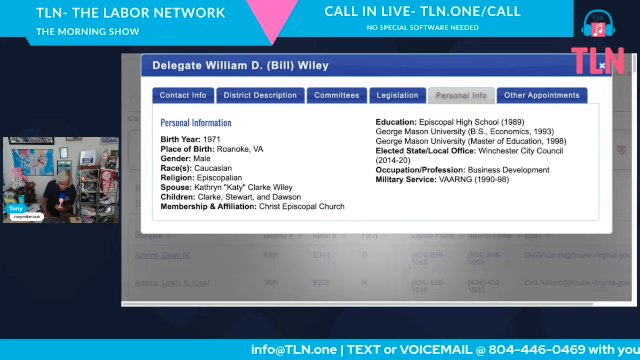 TLN- THE LABOR NETWORK
THE MORNING SHOW
CALL IN LIVE- TLN.ONE/CALL
NO SPECIAL SOFTWARE NEEDED
TLN
Delegate William D. (Bill) Wiley
Contact Info
District Description
Committees
Legislation
Personal Info
Other Appointments
Personal Information
Birth Year: 1971
Place of Birth: Roanoke, VA
Gender: Male
Race(s): Caucasian
Religion: Episcopalian
Spouse: Kathryn "Katy" Clarke Wiley
Children: Clarke, Stewart, and Dawson
Membership & Affiliation: Christ Episcopal Church
Education: Episcopal High School (1989)
George Mason University (B.S., Economics, 1993)
George Mason University (Master of Education, 1998)
Elected State/Local Office: Winchester City Council
(2014-20)
Occupation/Profession: Business Development
Military Service: VAARNG (1990-98)
Tony
info@TLN.one | TEXT or VOICEMAIL @ 804-446-0469 with you